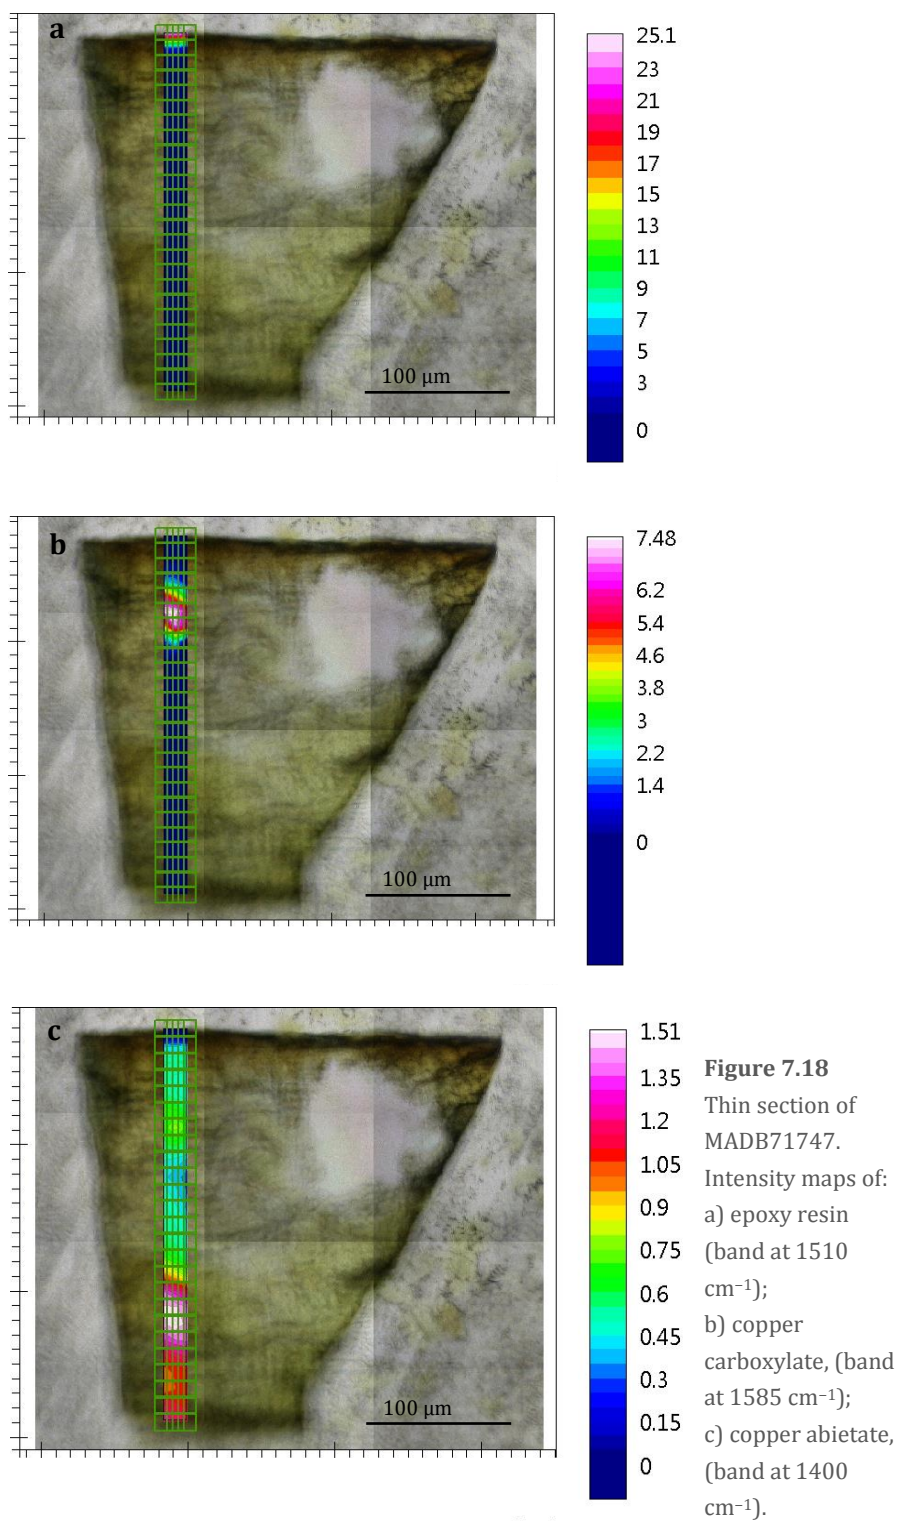 a
25.1
23
21
19
17
15
13
11
9
7
5
3
0
100 µm
b
7.48
6.2
5.4
4.6
3.8
3
2.2
1.4
0
100 µm
c
1.51
1.35
1.2
1.05
0.9
0.75
0.6
0.45
0.3
0.15
0
100 µm
Figure 7.18
Thin section of
MADB71747.
Intensity maps of:
a) epoxy resin
(band at 1510
cm⁻¹);
b) copper
carboxylate, (band
at 1585 cm⁻¹);
c) copper abietate,
(band at 1400
cm⁻¹).